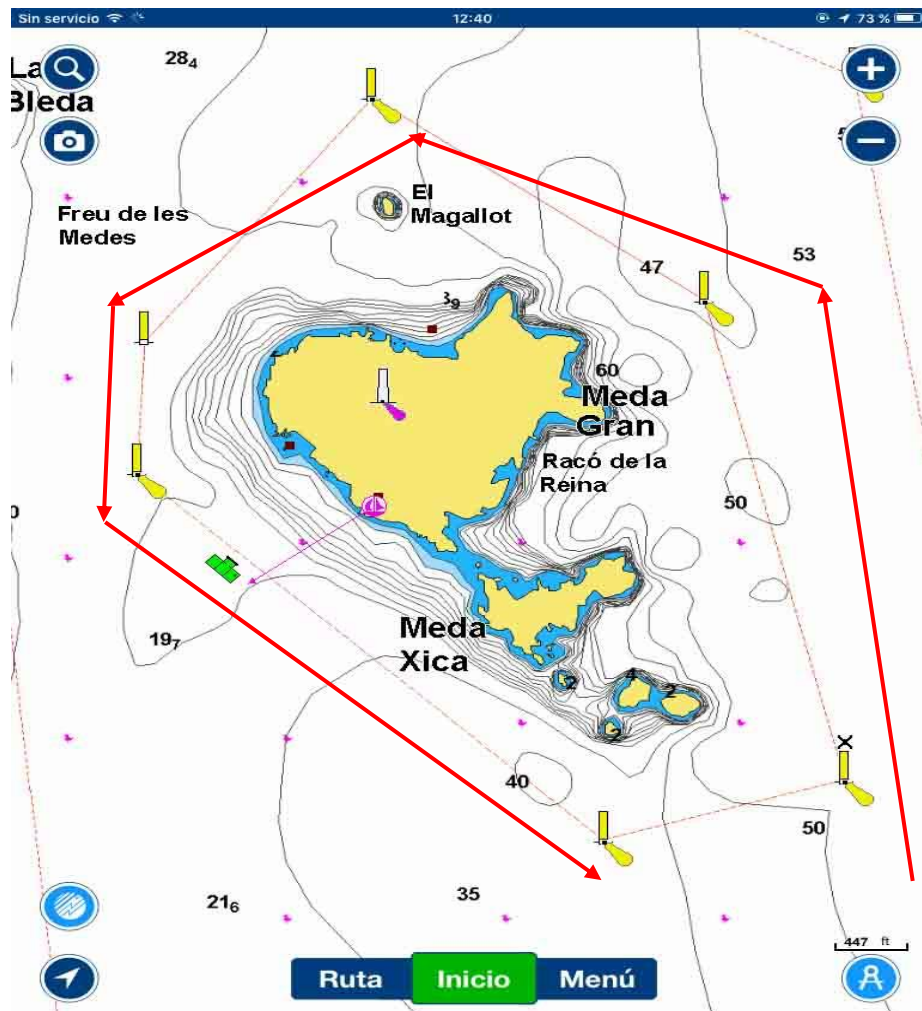 Sin servicio
12:40
73 %
28₄
La
Bleda
El
Magallot
Freu de les
Medes
53
47
3₉
60
Meda
Gran
Racó de la
Reina
50
19₇
Meda
Xica
2
4
2
2
40
X
50
35
21₆
447 ft
Ruta
Inicio
Menú